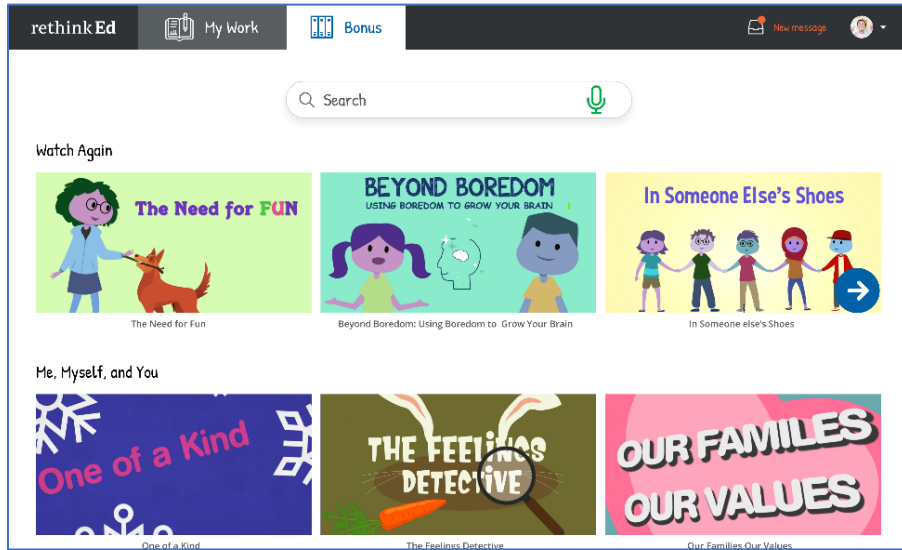 rethink Ed
My Work
Bonus
New message
Search
Watch Again
The Need for FUN
BEYOND BOREDOM
USING BOREDOM TO GROW YOUR BRAIN
In Someone Else's Shoes
The Need for Fun
Beyond Boredom: Using Boredom to Grow Your Brain
In Someone else's Shoes
Me, Myself, and You
One of a Kind
THE FEELiNGS
DETECTiVE
OUR FAMILES
OUR VALUES
One of a Kind
The Feelings Detective
Our Families Our Values